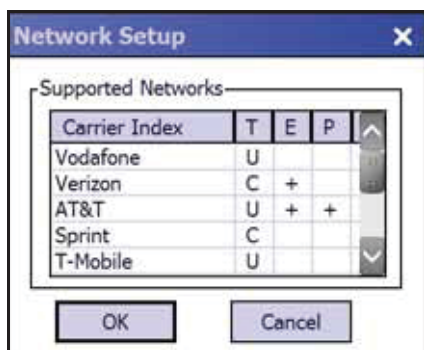 Network Setup
Supported Networks
Carrier Index T E P
Vodafone U
Verizon C +
AT&T U + +
Sprint C
T-Mobile U
OK Cancel